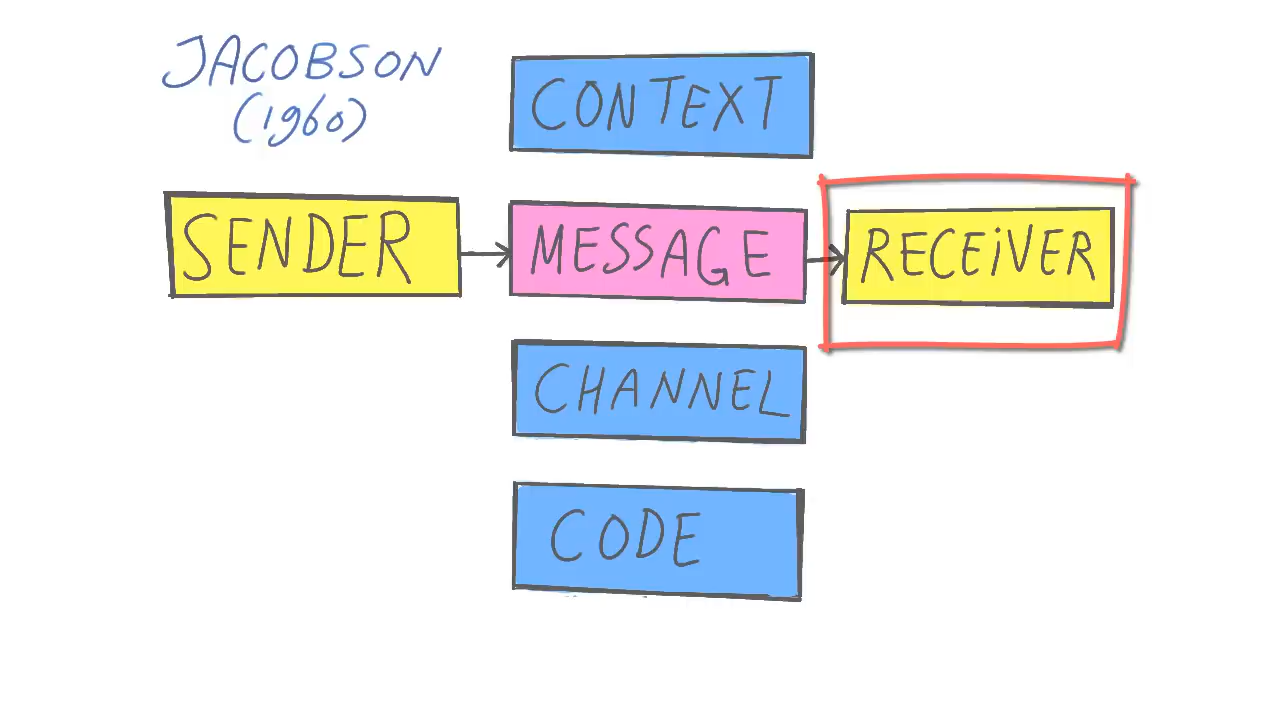 JACOBSON
(1960)
CONTEXT
SENDER
MESSAGE
RECEiVER
CHANNEL
CODE